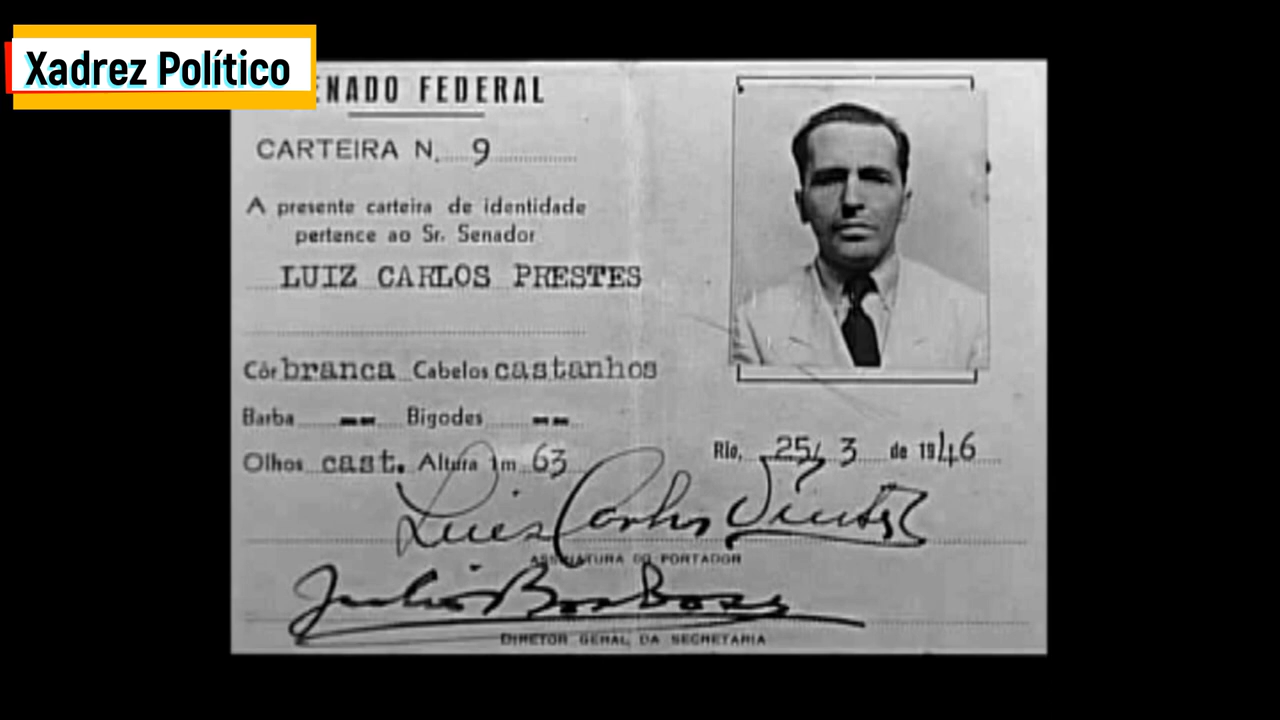 Xadrez Político
ENADO FEDERAL
CARTEIRA N. 9
A presente carteira de identidade
pertence ao Sr. Senador
LUIZ CARLOS PRESTES
Côr branca Cabelos castanhos
Barba -- Bigodes --
Olhos cast. Altura 1m 63
Rio, 25/3 de 1946
Luis Carlos Prestes
ASSINATURA DO PORTADOR
Julio Barbosa
DIRETOR GERAL DA SECRETARIA